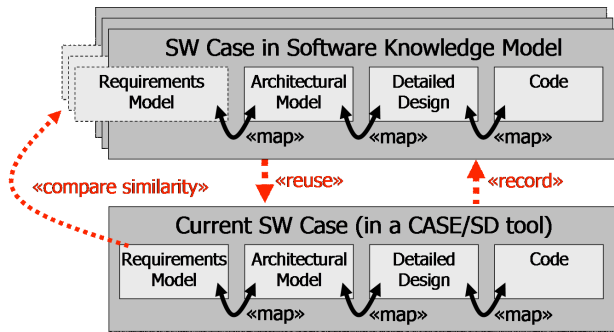 SW Case in Software Knowledge Model
Requirements Architectural Detailed Code
Model Model Design
«map» «map» «map»
«compare similarity» «reuse» «record»
Current SW Case (in a CASE/SD tool)
Requirements Architectural Detailed Code
Model Model Design
«map» «map» «map»